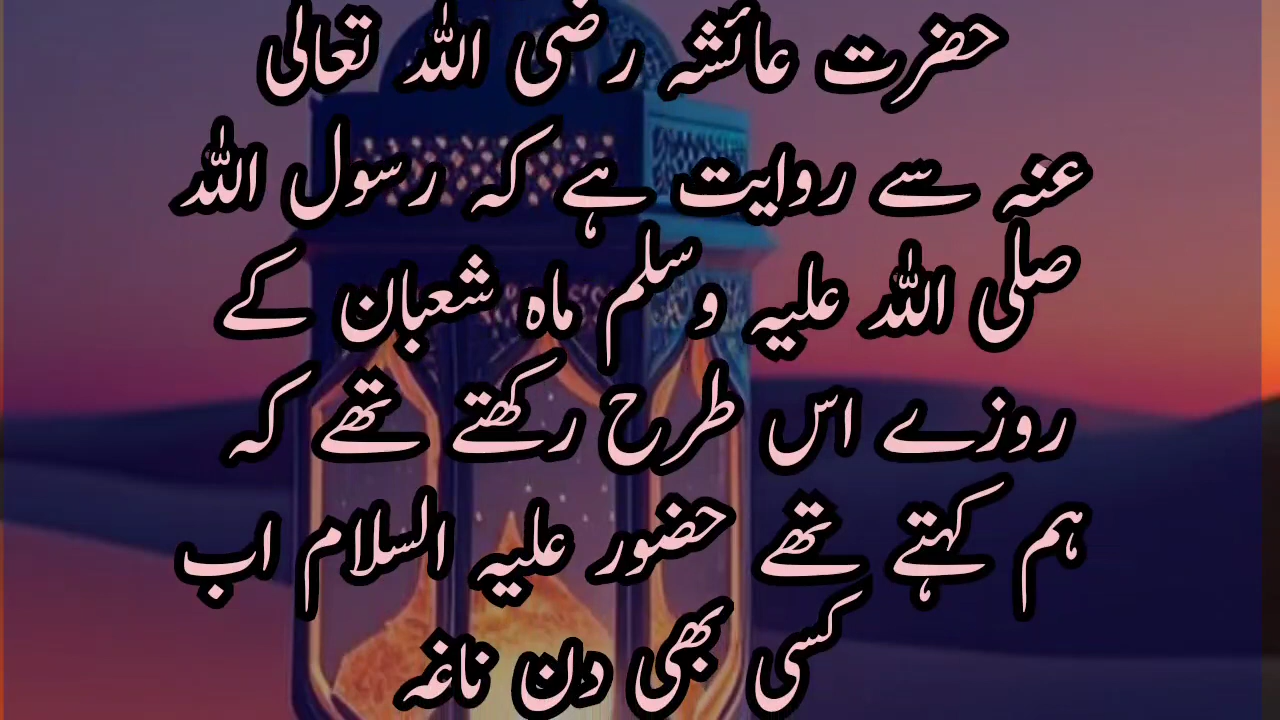 حضرت عائشہ رضی اللہ تعالٰی
عنہ سے روایت ہے کہ رسول اللہ
صلی اللہ علیہ وسلم ماہ شعبان کے
روزے اس طرح رکھتے تھے کہ
ہم کہتے تھے حضور علیہ السلام اب
کسی بھی دن ناغہ